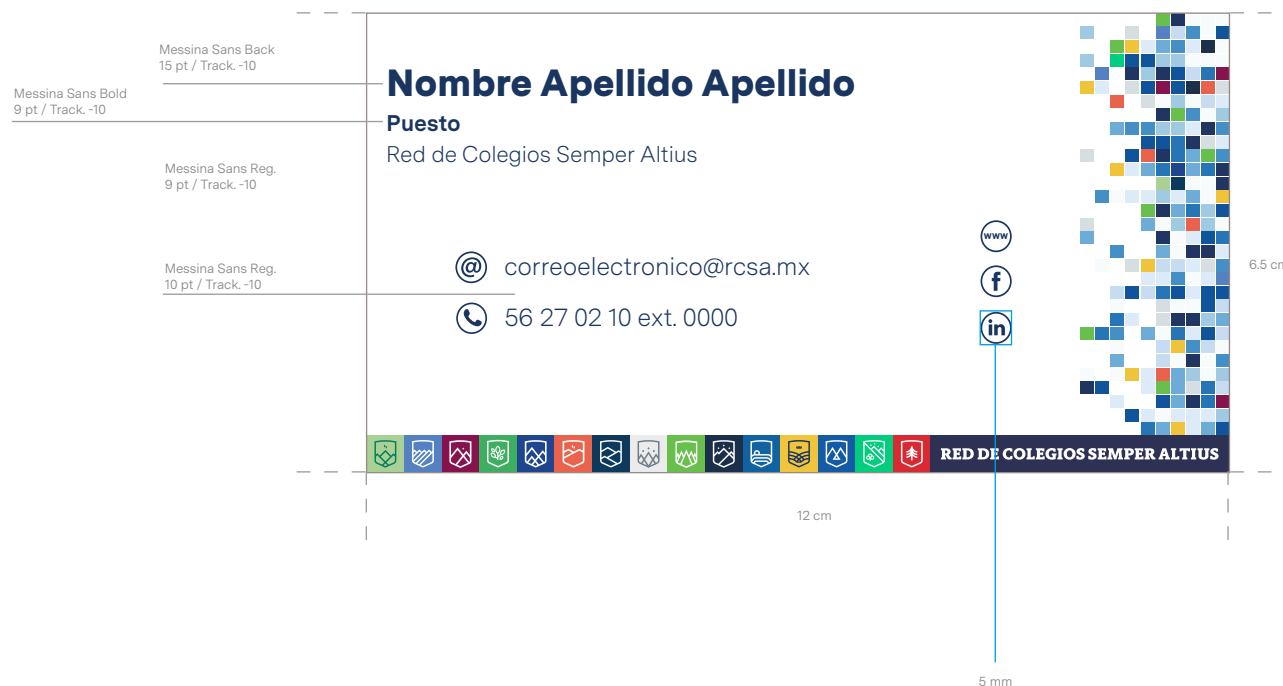 Messina Sans Back
15 pt / Track. -10
Messina Sans Bold
9 pt / Track. -10
Messina Sans Reg.
9 pt / Track. -10
Messina Sans Reg.
10 pt / Track. -10
Nombre Apellido Apellido
Puesto
Red de Colegios Semper Altius
@ correoelectronico@rcsa.mx
56 27 02 10 ext. 0000
www
f
in
RED DE COLEGIOS SEMPER ALTIUS
6.5 cm
12 cm
5 mm